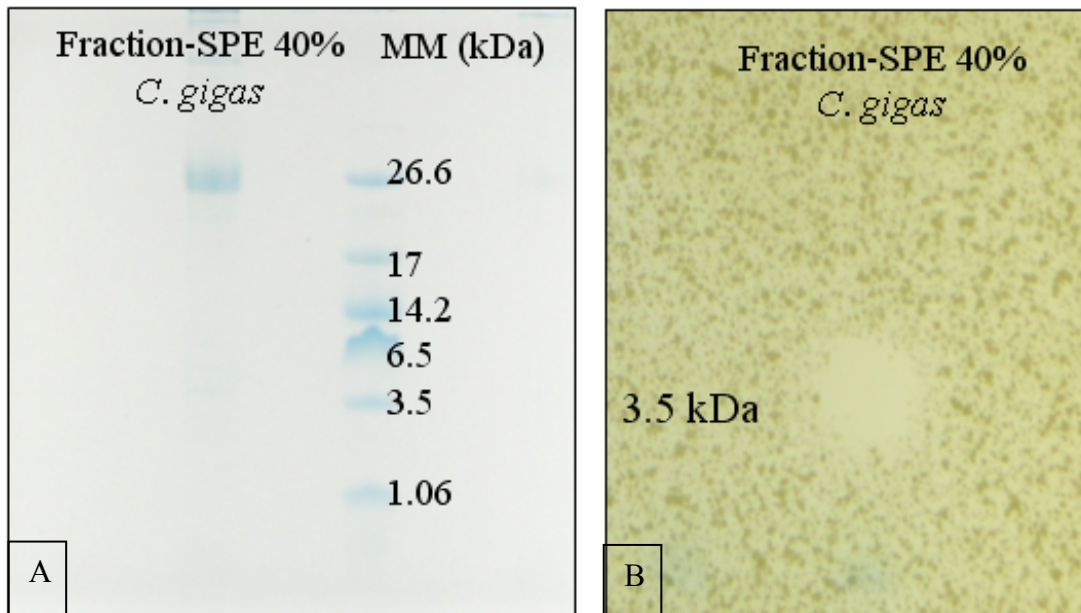 Fraction-SPE 40% MM (kDa)
C. gigas
26.6
17
14.2
6.5
3.5
1.06
A
Fraction-SPE 40%
C. gigas
3.5 kDa
B